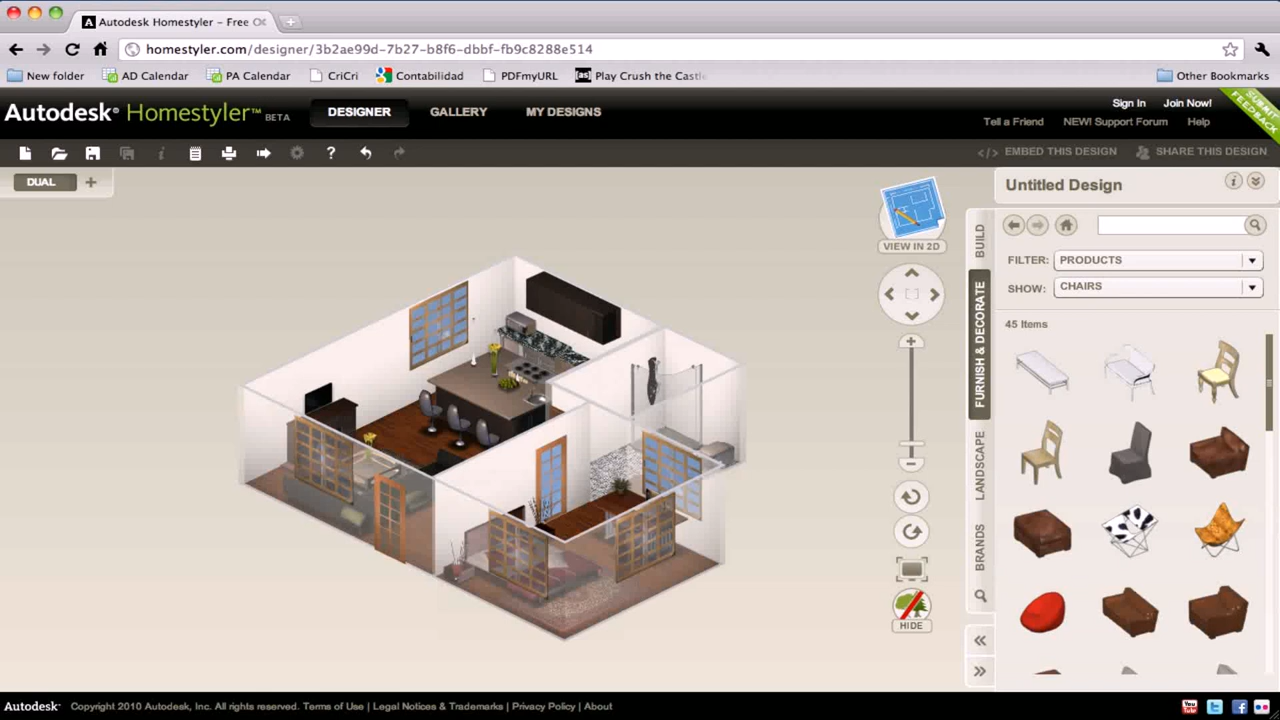 Autodesk Homestyler – Free
homestyler.com/designer/3b2ae99d-7b27-b8f6-dbbf-fb9c8288e514
New folder AD Calendar PA Calendar CriCri Contabilidad PDFmyURL [as] Play Crush the Castle Other Bookmarks
Autodesk® Homestyler™ BETA DESIGNER GALLERY MY DESIGNS
Sign In Join Now!
Tell a Friend NEW! Support Forum Help
SUBMIT FEEDBACK
</> EMBED THIS DESIGN SHARE THIS DESIGN
DUAL +
VIEW IN 2D
HIDE
BUILD
FURNISH & DECORATE
LANDSCAPE
BRANDS
Untitled Design
FILTER: PRODUCTS
SHOW: CHAIRS
45 Items
Autodesk® Copyright 2010 Autodesk, Inc. All rights reserved. Terms of Use | Legal Notices & Trademarks | Privacy Policy | About
You Tube